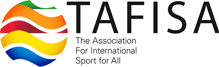 TAFISA
The Association
For International
Sport for All